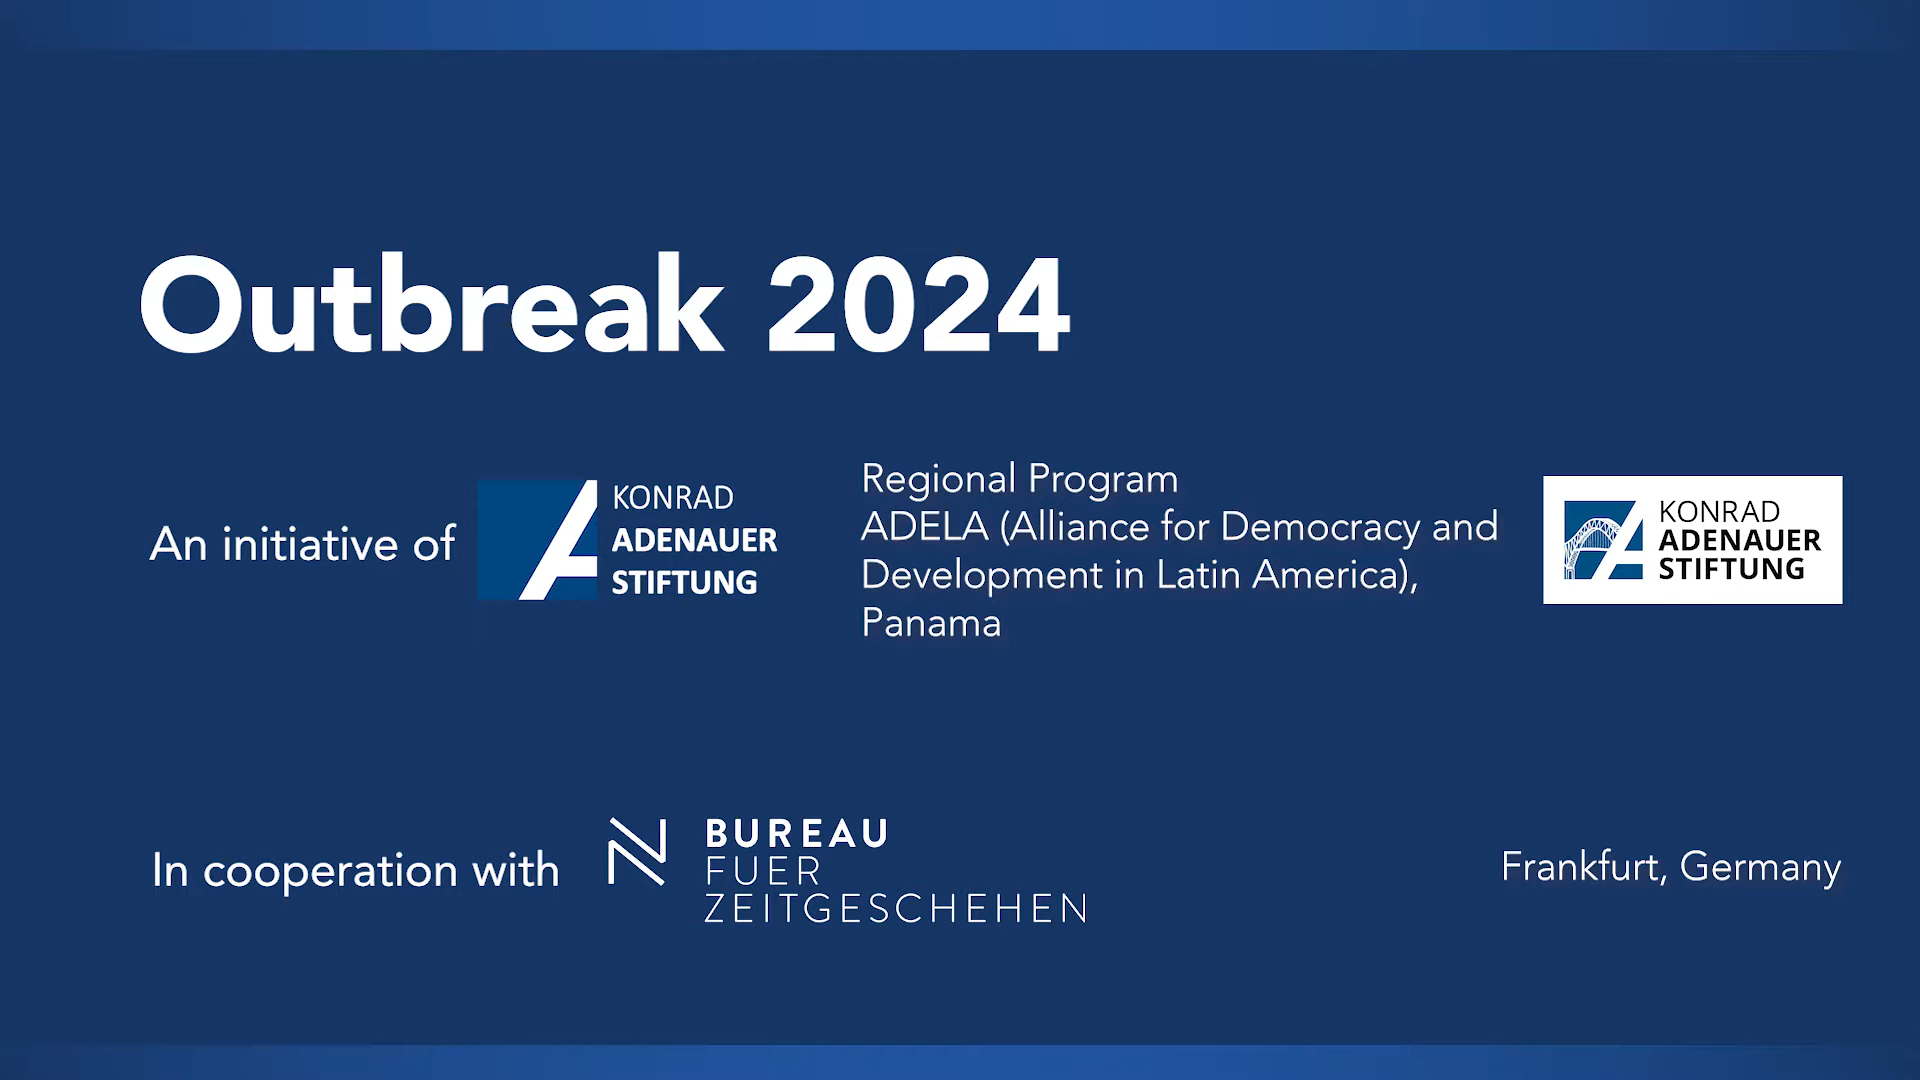 Outbreak 2024
An initiative of
KONRAD
ADENAUER
STIFTUNG
Regional Program
ADELA (Alliance for Democracy and
Development in Latin America),
Panama
KONRAD
ADENAUER
STIFTUNG
In cooperation with
BUREAU
FUER
ZEITGESCHEHEN
Frankfurt, Germany